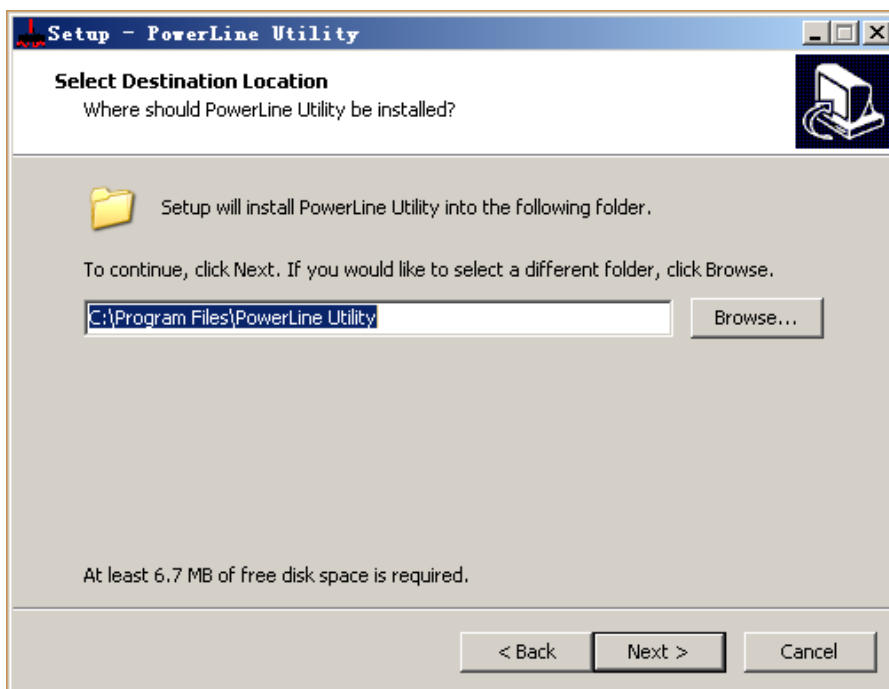 Setup - PowerLine Utility
Select Destination Location
Where should PowerLine Utility be installed?
Setup will install PowerLine Utility into the following folder.
To continue, click Next. If you would like to select a different folder, click Browse.
C:\Program Files\PowerLine Utility
Browse...
At least 6.7 MB of free disk space is required.
< Back
Next >
Cancel